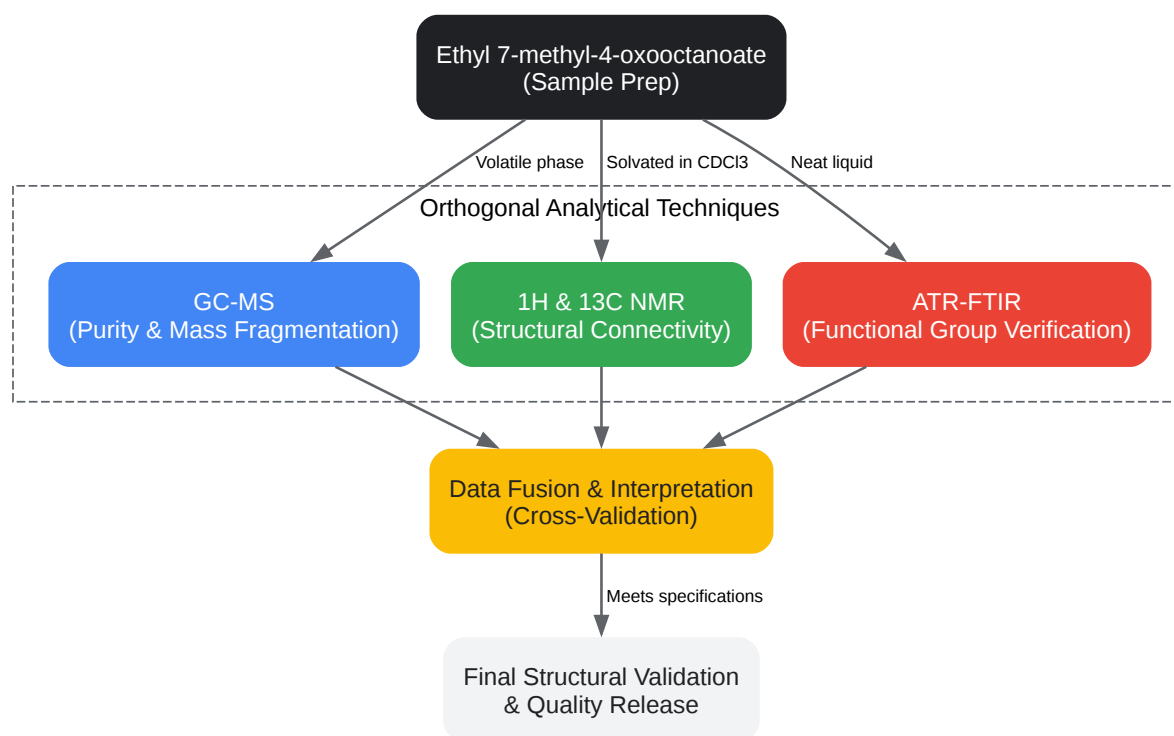 Ethyl 7-methyl-4-oxooctanoate
(Sample Prep)
Volatile phase
Solvated in CDCl3
Neat liquid
Orthogonal Analytical Techniques
GC-MS
(Purity & Mass Fragmentation)
1H & 13C NMR
(Structural Connectivity)
ATR-FTIR
(Functional Group Verification)
Data Fusion & Interpretation
(Cross-Validation)
Meets specifications
Final Structural Validation
& Quality Release